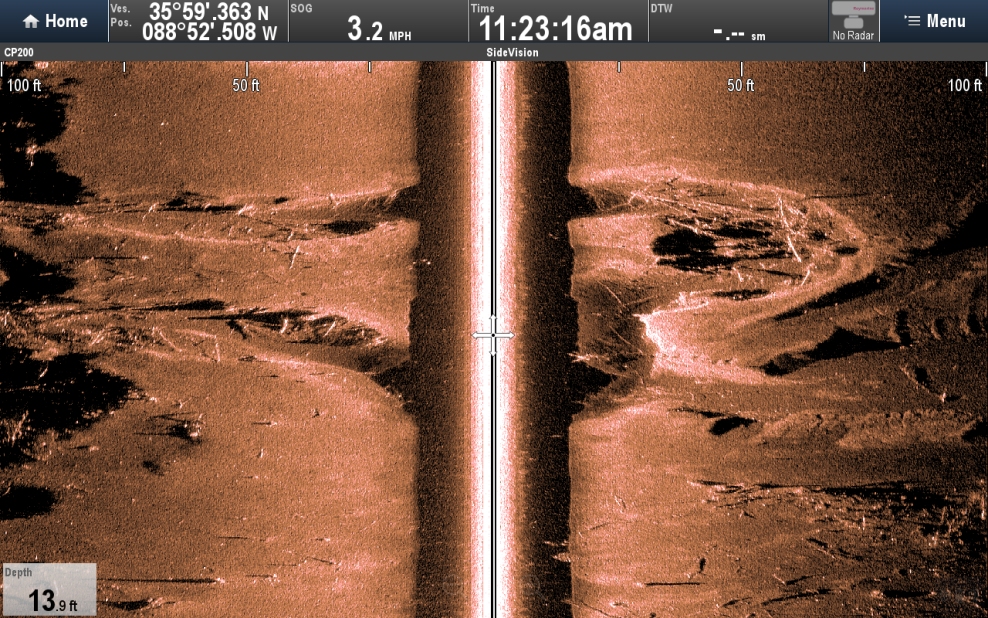 Home
Ves. Pos.
35°59'.363 N
088°52'.508 W
SOG
3.2 MPH
Time
11:23:16am
DTW
-.-- sm
No Radar
Menu
CP200
SideVision
100 ft
50 ft
50 ft
100 ft
Depth
13.9 ft